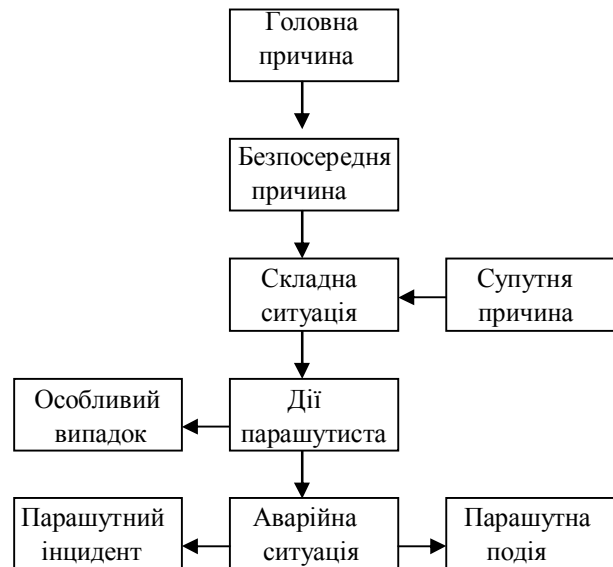 Головна
причина
Безпосередня
причина
Складна
ситуація
Супутня
причина
Особливий
випадок
Дії
парашутиста
Парашутний
інцидент
Аварійна
ситуація
Парашутна
подія